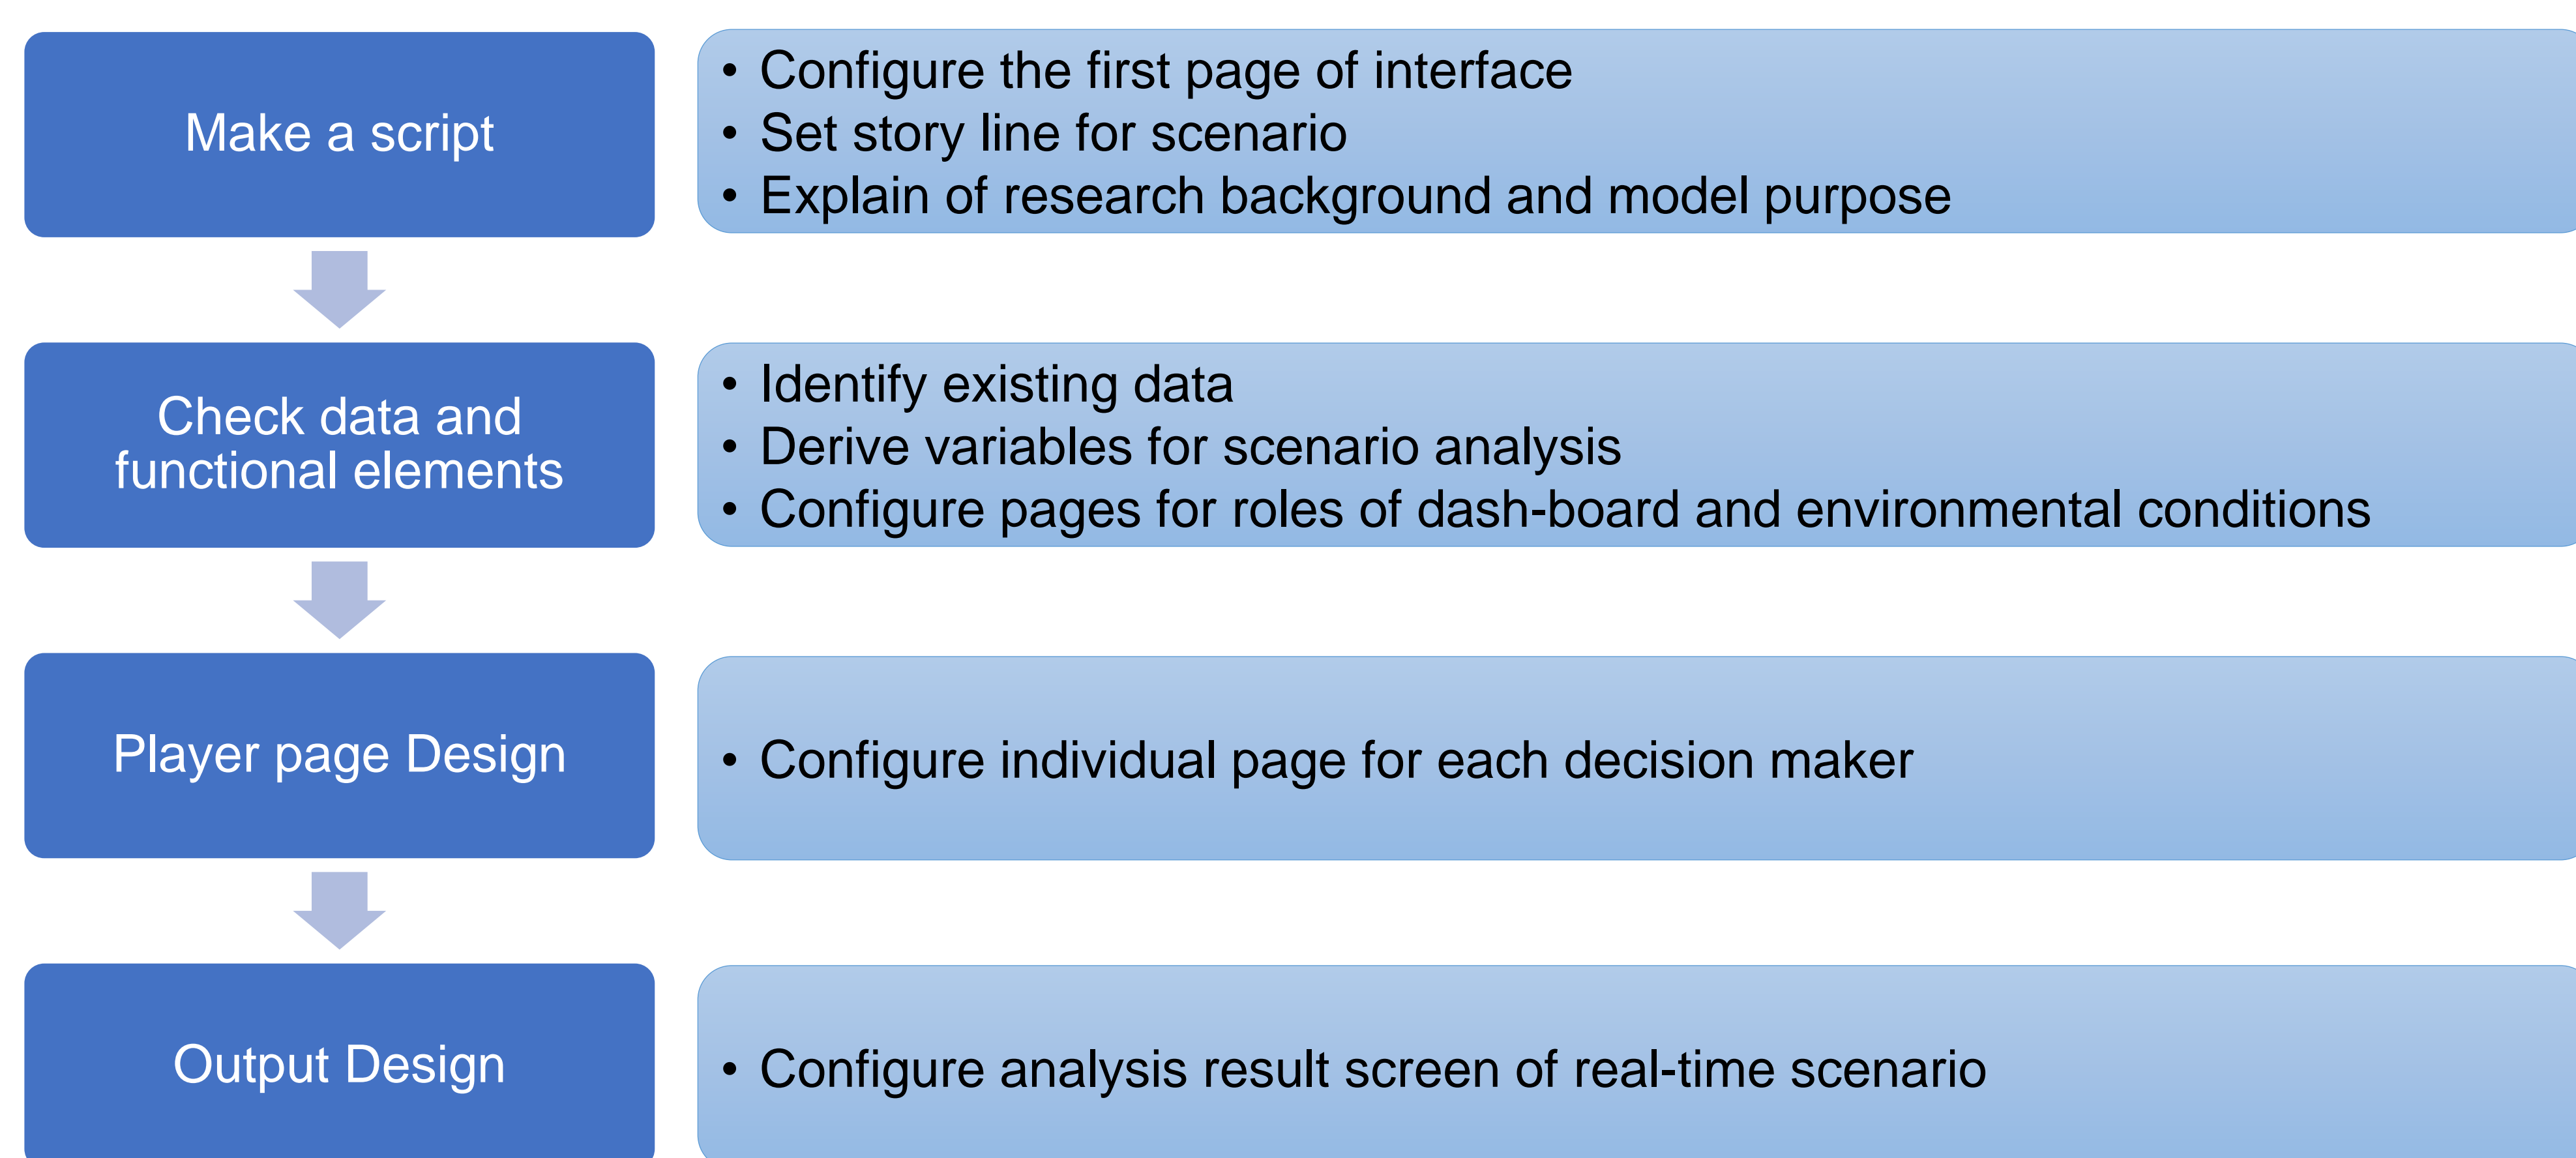 Make a script
• Configure the first page of interface
• Set story line for scenario
• Explain of research background and model purpose
Check data and
functional elements
• Identify existing data
• Derive variables for scenario analysis
• Configure pages for roles of dash-board and environmental conditions
Player page Design
• Configure individual page for each decision maker
Output Design
• Configure analysis result screen of real-time scenario